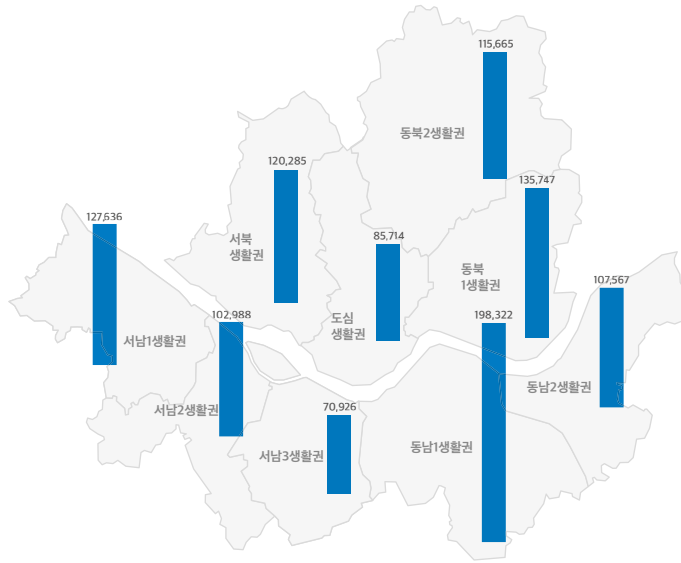 115,665
동북2생활권
120,285
135,747
127,636
85,714
서북
생활권
동북
1생활권
107,567
102,988
도심
생활권
198,322
서남1생활권
동남2생활권
서남2생활권
70,926
동남1생활권
서남3생활권